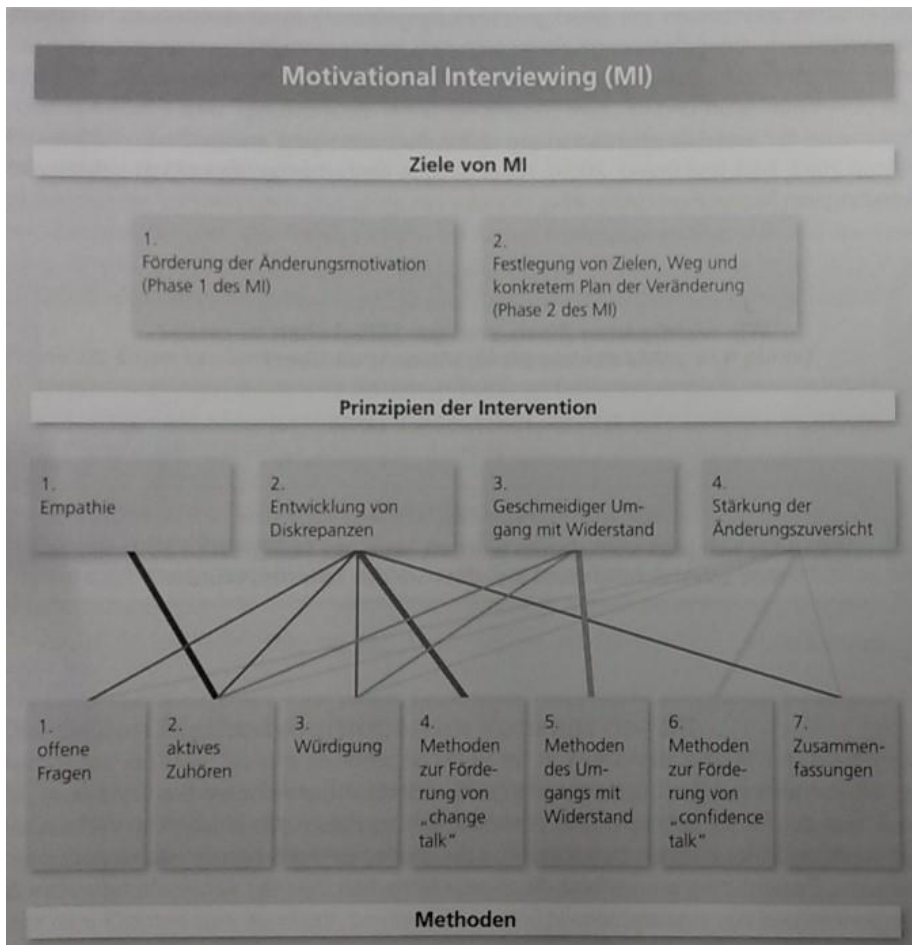 Motivational Interviewing (MI)
Ziele von MI
1.
Förderung der Änderungsmotivation
(Phase 1 des MI)
2.
Festlegung von Zielen, Weg und
konkretem Plan der Veränderung
(Phase 2 des MI)
Prinzipien der Intervention
1.
Empathie
2.
Entwicklung von
Diskrepanzen
3.
Geschmeidiger Um-
gang mit Widerstand
4.
Stärkung der
Änderungszuversicht
1.
offene
Fragen
2.
aktives
Zuhören
3.
Würdigung
4.
Methoden
zur Förde-
rung von
„change
talk“
5.
Methoden
des Um-
gangs mit
Widerstand
6.
Methoden
zur Förde-
rung von
„confidence
talk“
7.
Zusammen-
fassungen
Methoden